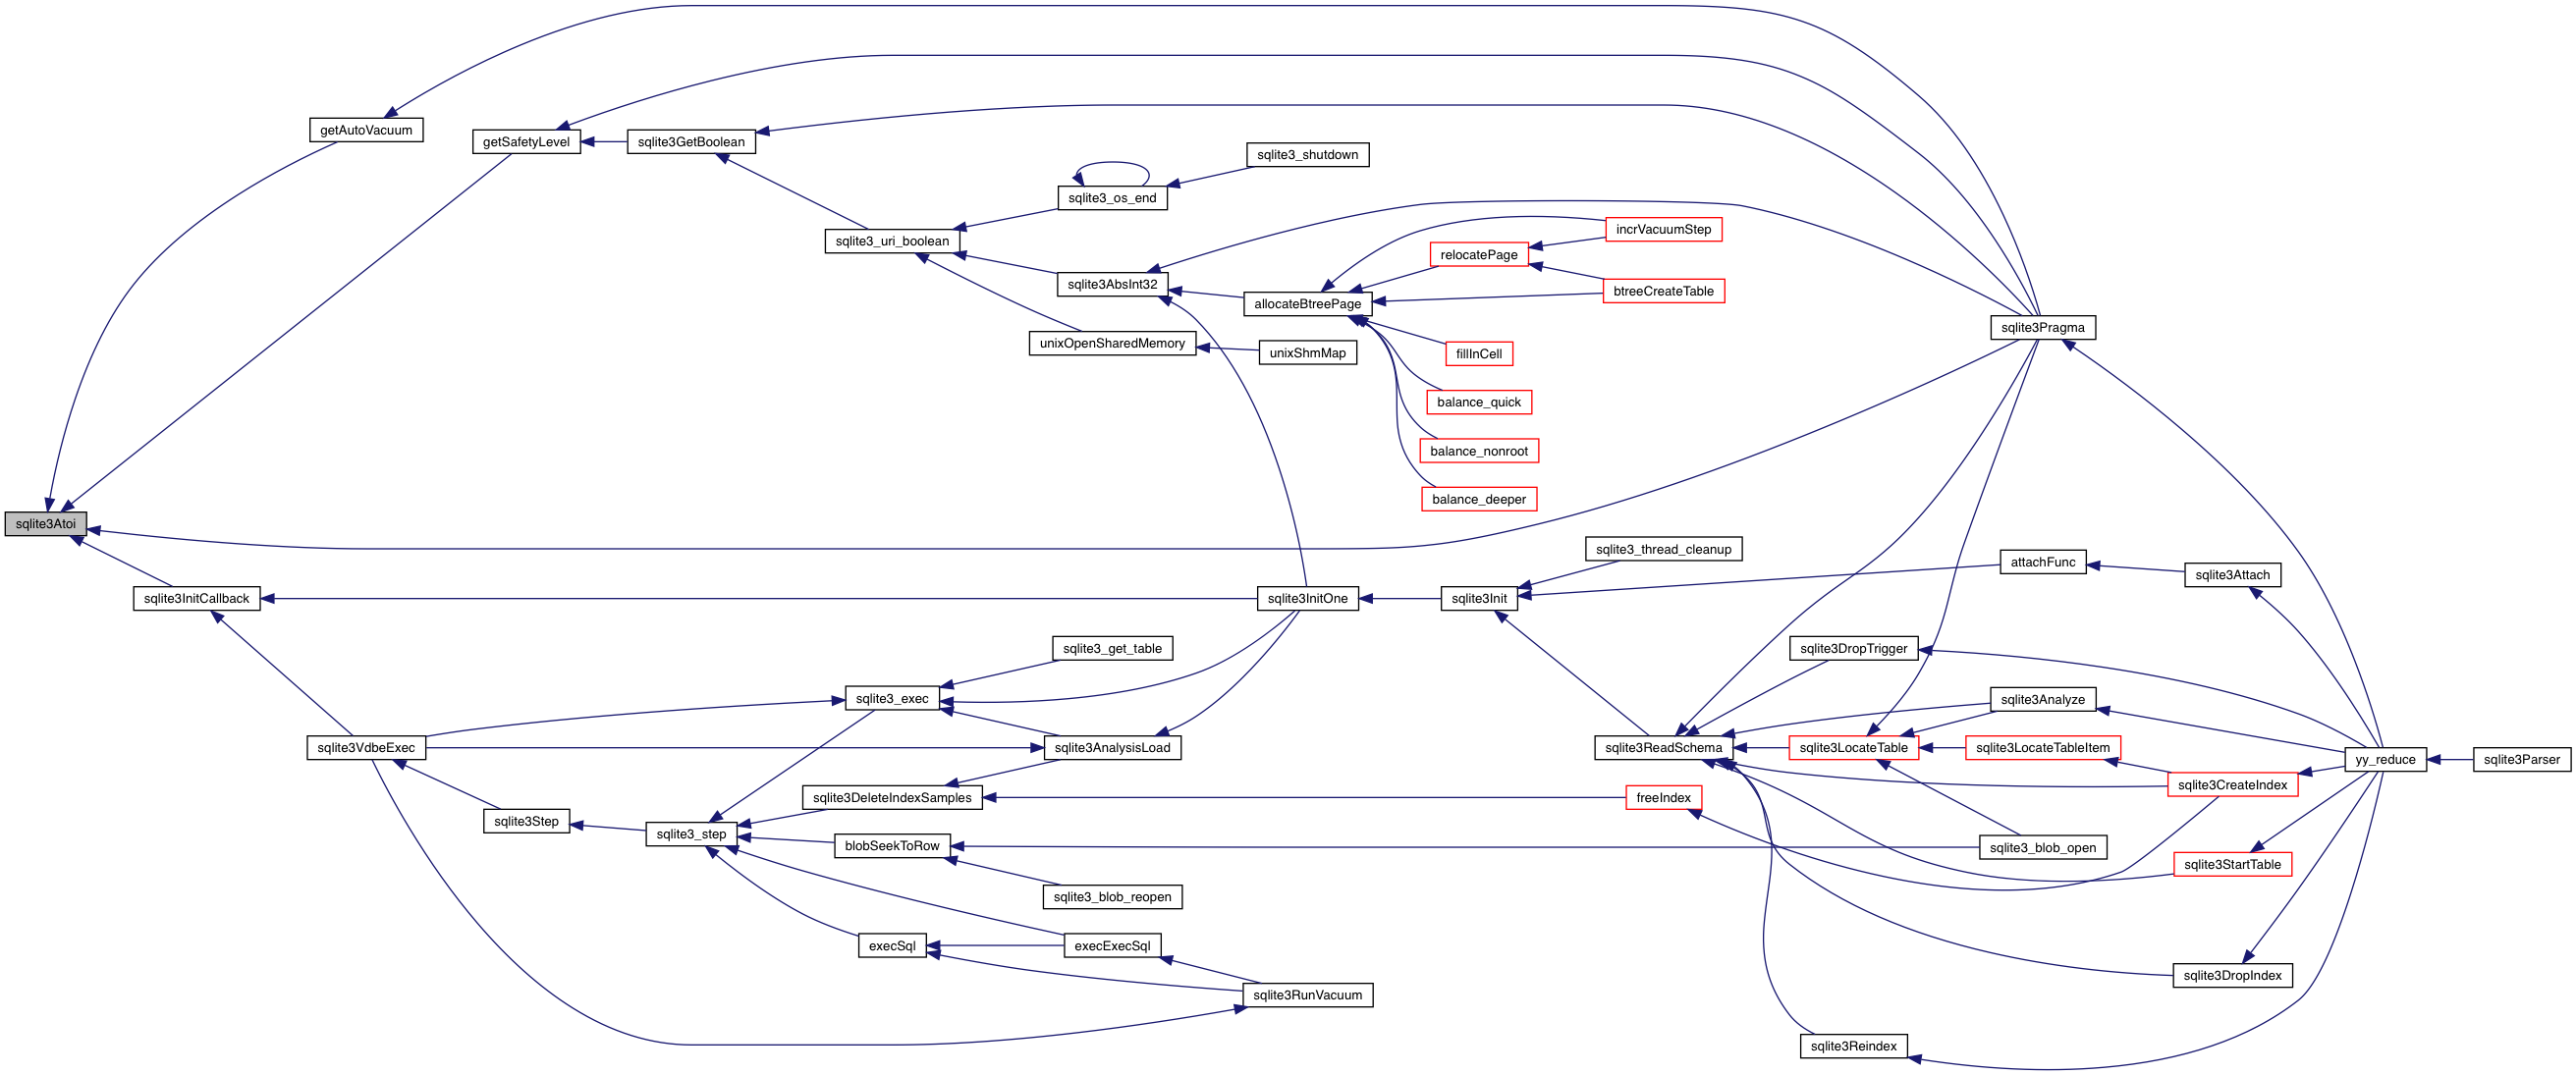 getAutoVacuum
getSafetyLevel
sqlite3GetBoolean
sqlite3_shutdown
sqlite3_os_end
sqlite3_uri_boolean
incrVacuumStep
relocatePage
sqlite3AbsInt32
btreeCreateTable
allocateBtreePage
sqlite3Pragma
unixOpenSharedMemory
unixShmMap
fillInCell
balance_quick
balance_nonroot
balance_deeper
sqlite3Atoi
sqlite3_thread_cleanup
attachFunc
sqlite3Attach
sqlite3InitCallback
sqlite3InitOne
sqlite3Init
sqlite3_get_table
sqlite3DropTrigger
sqlite3_exec
sqlite3Analyze
sqlite3VdbeExec
sqlite3AnalysisLoad
sqlite3ReadSchema
sqlite3LocateTable
sqlite3LocateTableItem
yy_reduce
sqlite3Parser
sqlite3CreateIndex
sqlite3DeleteIndexSamples
freeIndex
sqlite3Step
sqlite3_step
blobSeekToRow
sqlite3_blob_open
sqlite3StartTable
sqlite3_blob_reopen
execSql
execExecSql
sqlite3DropIndex
sqlite3RunVacuum
sqlite3Reindex